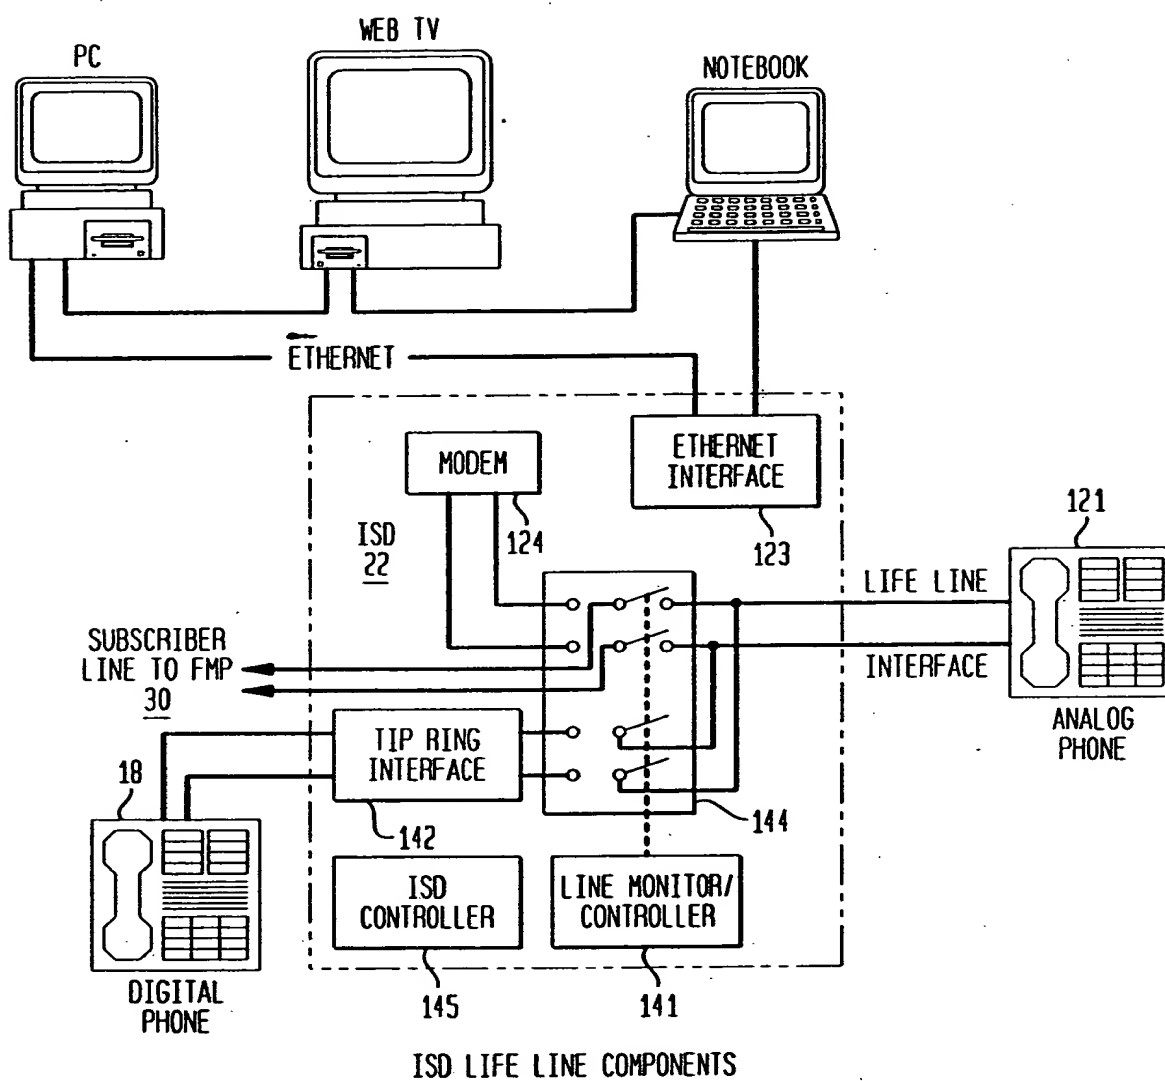 PC
WEB TV
NOTEBOOK
ETHERNET
MODEM
124
ETHERNET
INTERFACE
123
ISD
22
121
LIFE LINE
INTERFACE
ANALOG
PHONE
SUBSCRIBER
LINE TO FMP
30
TIP RING
INTERFACE
142
144
18
DIGITAL
PHONE
ISD
CONTROLLER
145
LINE MONITOR/
CONTROLLER
141
ISD LIFE LINE COMPONENTS